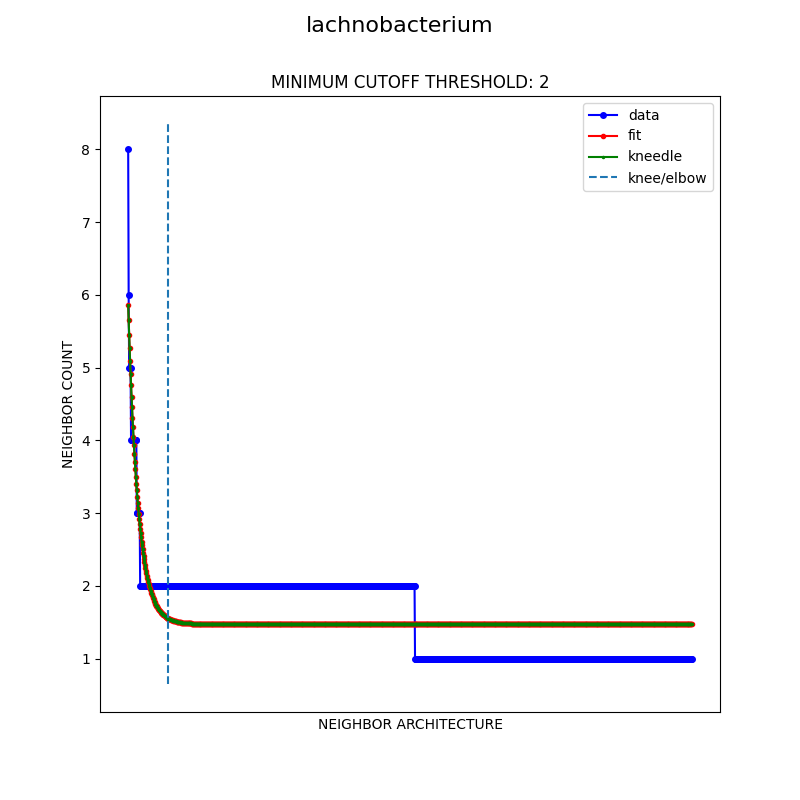 lachnobacterium
MINIMUM CUTOFF THRESHOLD: 2
data
fit
kneedle
knee/elbow
8
7
6
5
4
3
2
1
NEIGHBOR COUNT
NEIGHBOR ARCHITECTURE